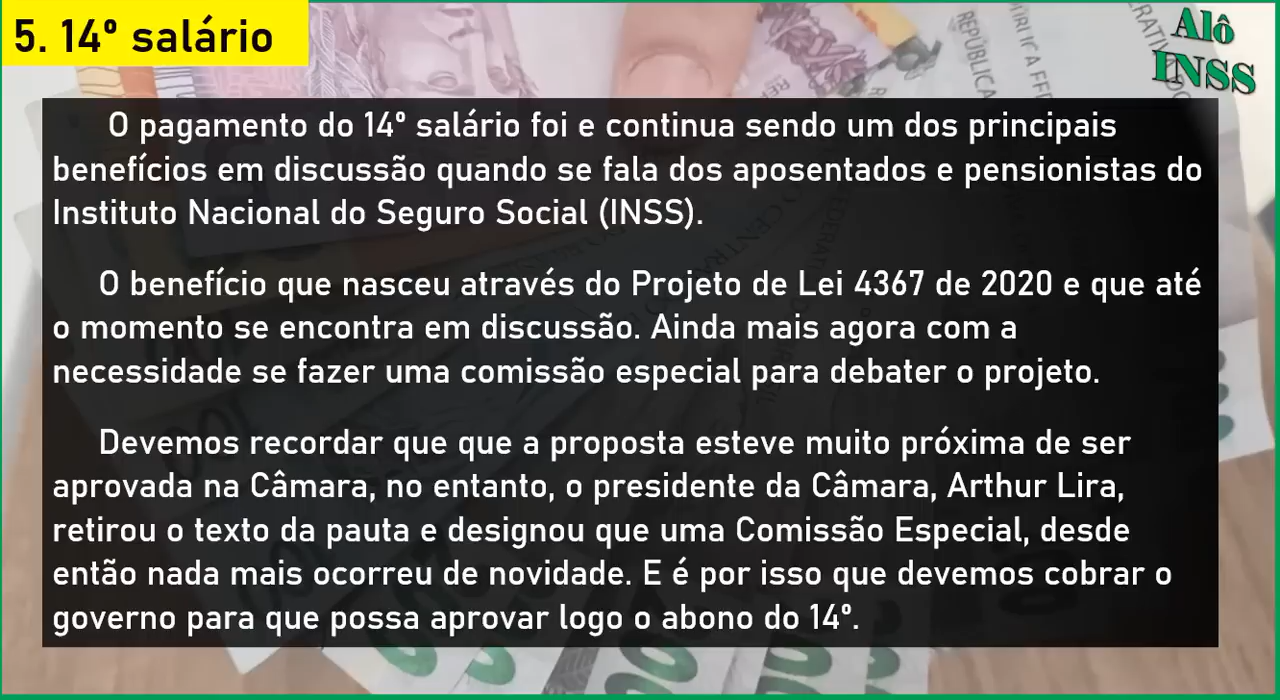 5. 14º salário
Alô
INSS
O pagamento do 14º salário foi e continua sendo um dos principais
benefícios em discussão quando se fala dos aposentados e pensionistas do
Instituto Nacional do Seguro Social (INSS).
O benefício que nasceu através do Projeto de Lei 4367 de 2020 e que até
o momento se encontra em discussão. Ainda mais agora com a
necessidade se fazer uma comissão especial para debater o projeto.
Devemos recordar que que a proposta esteve muito próxima de ser
aprovada na Câmara, no entanto, o presidente da Câmara, Arthur Lira,
retirou o texto da pauta e designou que uma Comissão Especial, desde
então nada mais ocorreu de novidade. E é por isso que devemos cobrar o
governo para que possa aprovar logo o abono do 14º.